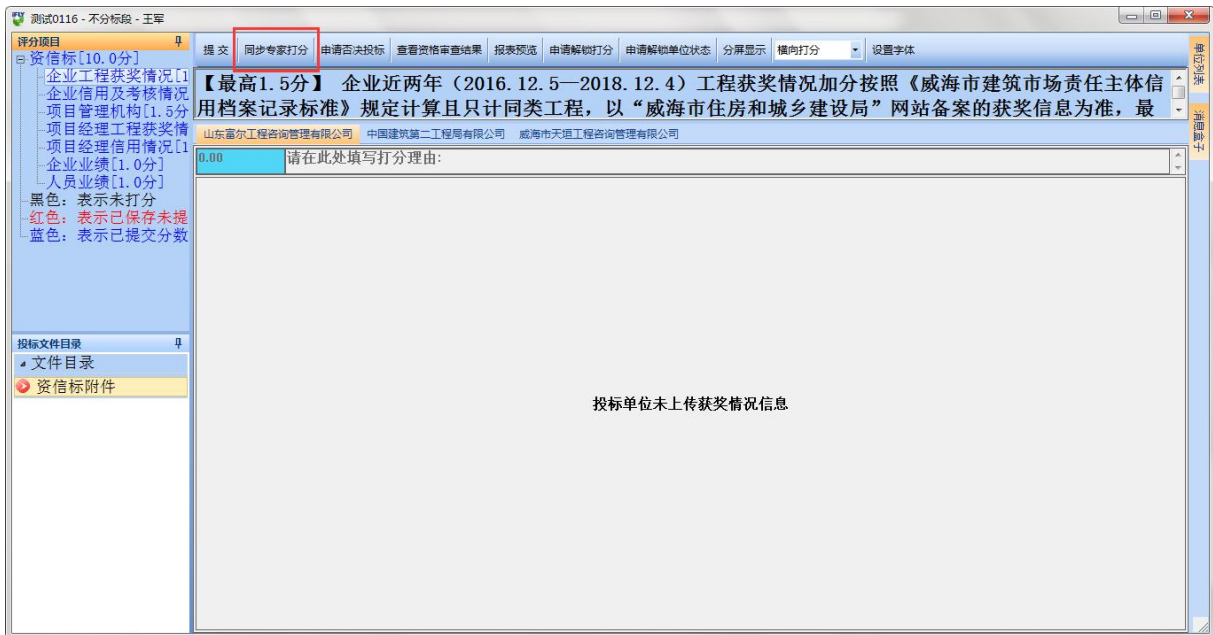 测试0116 - 不分标段 - 王军
评分项目
资信标[10.0分]
企业工程获奖情况[1
企业信用及考核情况
项目管理机构[1.5分
项目经理工程获奖情
项目经理信用情况[1
企业业绩[1.0分]
人员业绩[1.0分]
黑色：表示未打分
红色：表示已保存未提
蓝色：表示已提交分数
投标文件目录
文件目录
资信标附件
提 交 同步专家打分 申请否决投标 查看资格审查结果 报表预览 申请解锁打分 申请解锁单位状态 分屏显示 横向打分 设置字体
【最高1.5分】 企业近两年（2016.12.5—2018.12.4）工程获奖情况加分按照《威海市建筑市场责任主体信
用档案记录标准》规定计算且只计同类工程，以“威海市住房和城乡建设局”网站备案的获奖信息为准，最
山东富尔工程咨询管理有限公司 中国建筑第二工程局有限公司 威海市天垣工程咨询管理有限公司
0.00 请在此处填写打分理由:
投标单位未上传获奖情况信息
单位列表
消息盒子